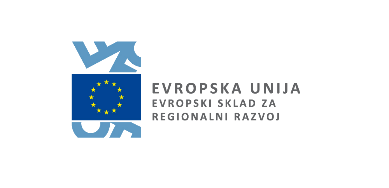 EVROPSKA UNIJA
EVROPSKI SKLAD ZA
REGIONALNI RAZVOJ